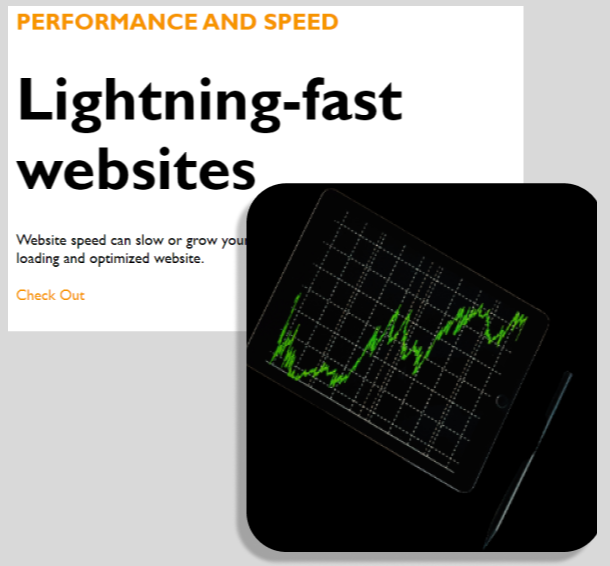 PERFORMANCE AND SPEED
Lightning-fast
websites
Website speed can slow or grow your
loading and optimized website.
Check Out